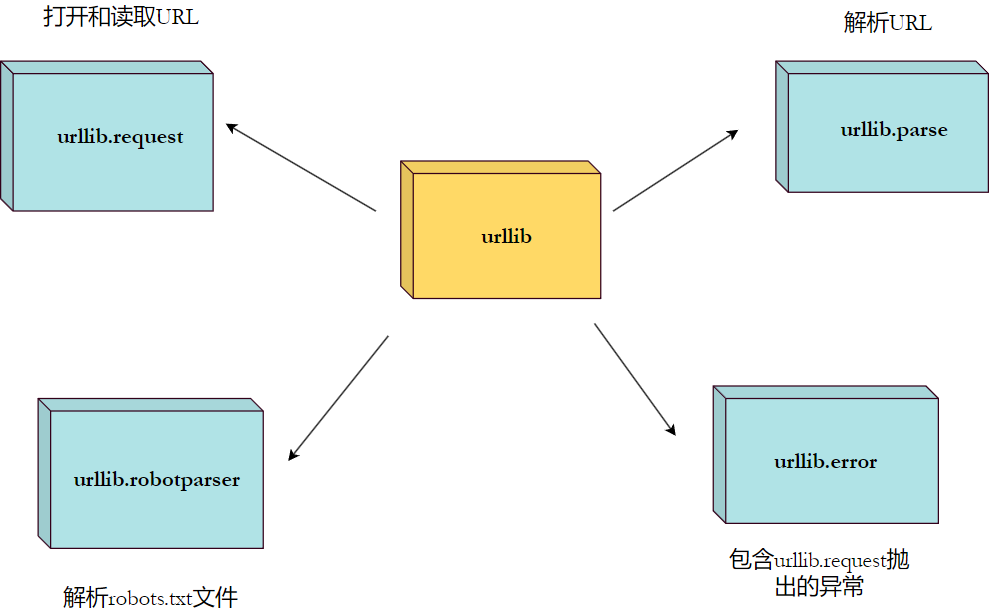 打开和读取URL
解析URL
urllib.request
urllib.parse
urllib
urllib.robotparser
urllib.error
包含urllib.request抛
出的异常
解析robots.txt文件